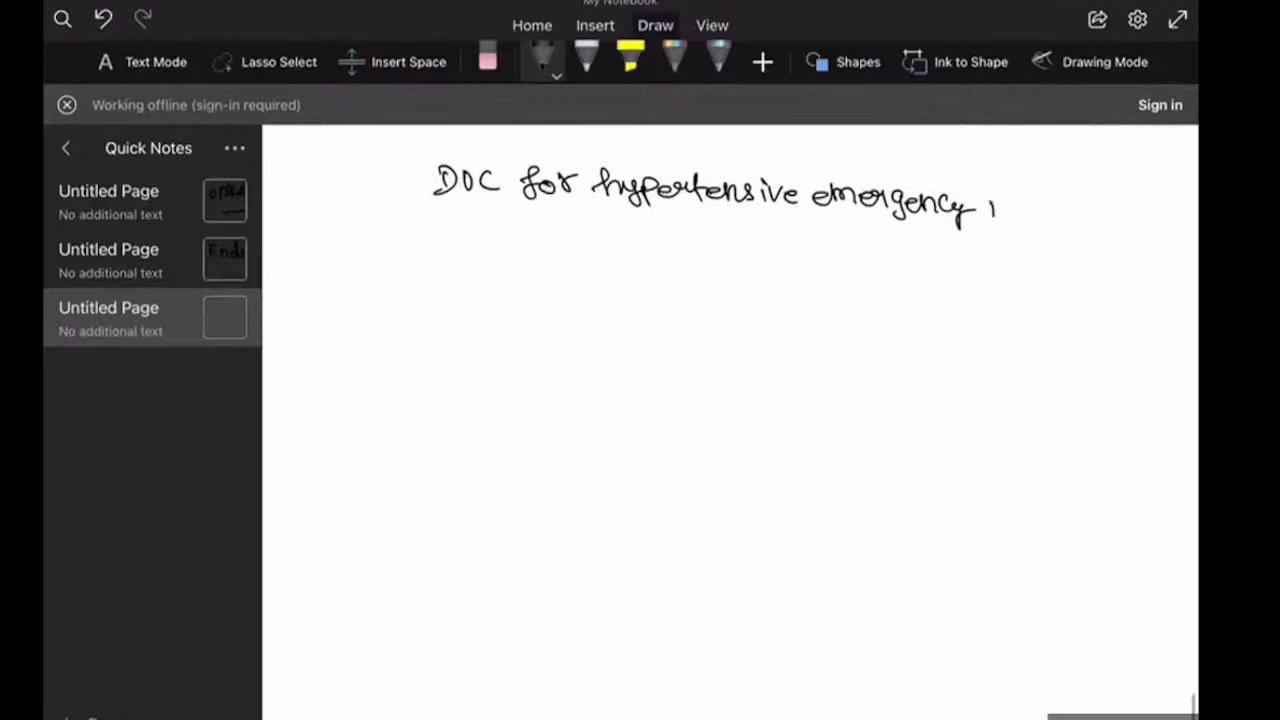 My Notebook
Home Insert Draw View
Text Mode Lasso Select Insert Space Shapes Ink to Shape Drawing Mode
Working offline (sign-in required) Sign in
Quick Notes
Untitled Page
No additional text
Untitled Page
No additional text
Untitled Page
No additional text
DOC for hypertensive emergency